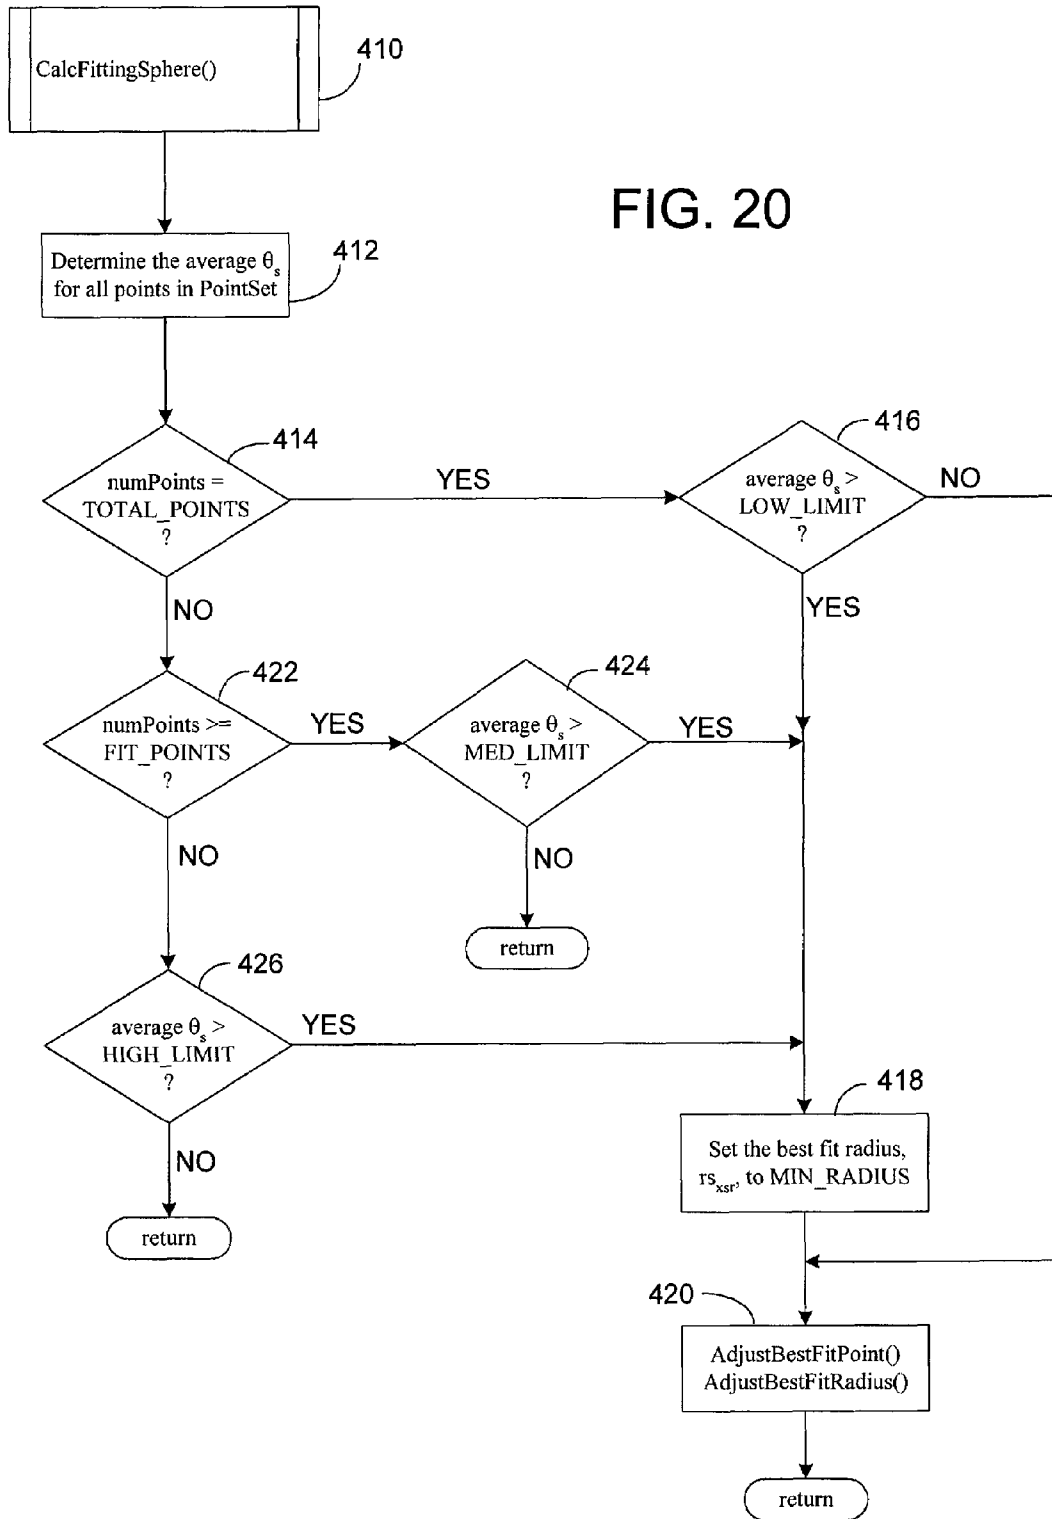 CalcFittingSphere()
410
FIG. 20
Determine the average θs
for all points in PointSet
412
414
numPoints =
TOTAL_POINTS
?
YES
416
average θs >
LOW_LIMIT
?
NO
NO
YES
422
numPoints >=
FIT_POINTS
?
YES
424
average θs >
MED_LIMIT
?
YES
NO
NO
return
426
average θs >
HIGH_LIMIT
?
YES
NO
return
418
Set the best fit radius,
rsxsr, to MIN_RADIUS
420
AdjustBestFitPoint()
AdjustBestFitRadius()
return